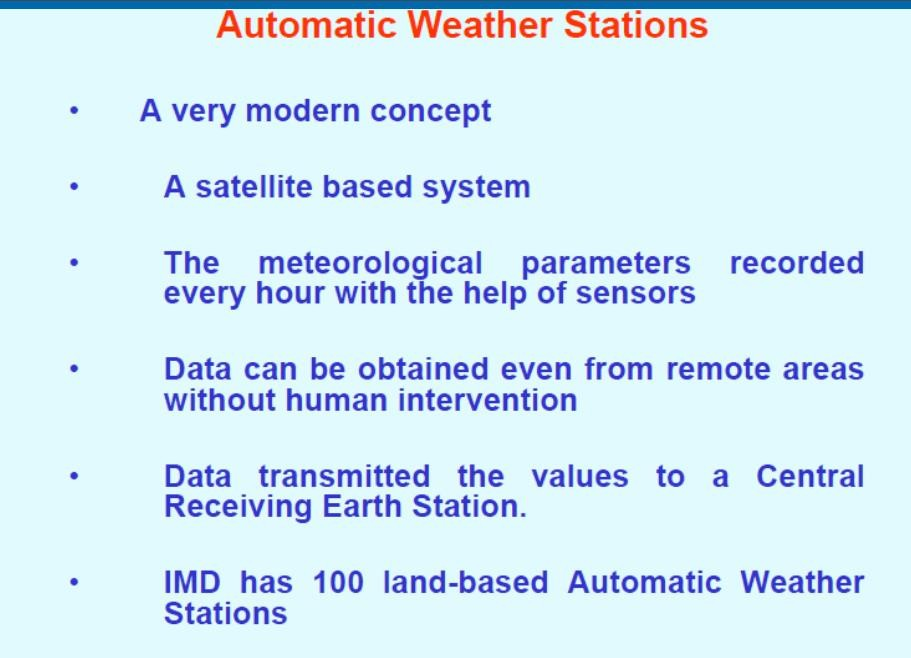 Automatic Weather Stations
• A very modern concept
• A satellite based system
• The meteorological parameters recorded
every hour with the help of sensors
• Data can be obtained even from remote areas
without human intervention
• Data transmitted the values to a Central
Receiving Earth Station.
• IMD has 100 land-based Automatic Weather
Stations